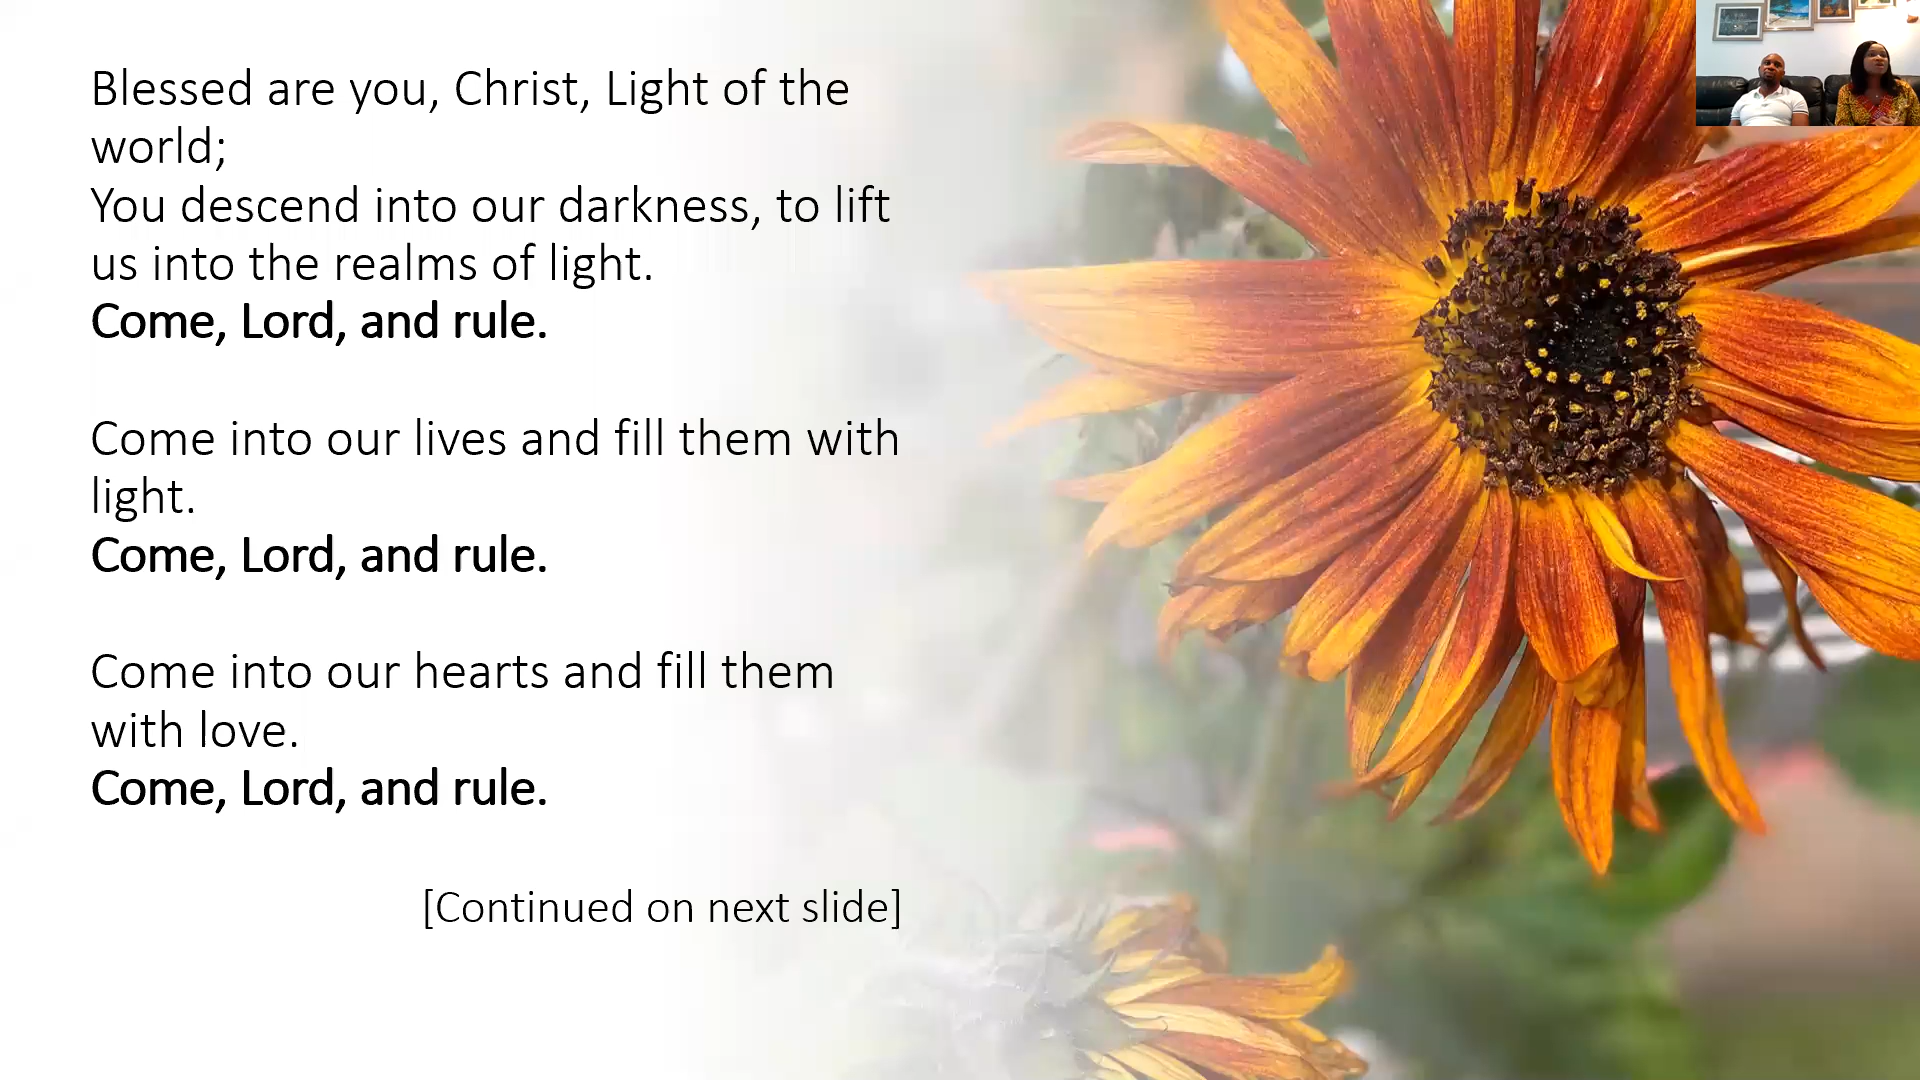 Blessed are you, Christ, Light of the
world;
You descend into our darkness, to lift
us into the realms of light.
Come, Lord, and rule.
Come into our lives and fill them with
light.
Come, Lord, and rule.
Come into our hearts and fill them
with love.
Come, Lord, and rule.
[Continued on next slide]